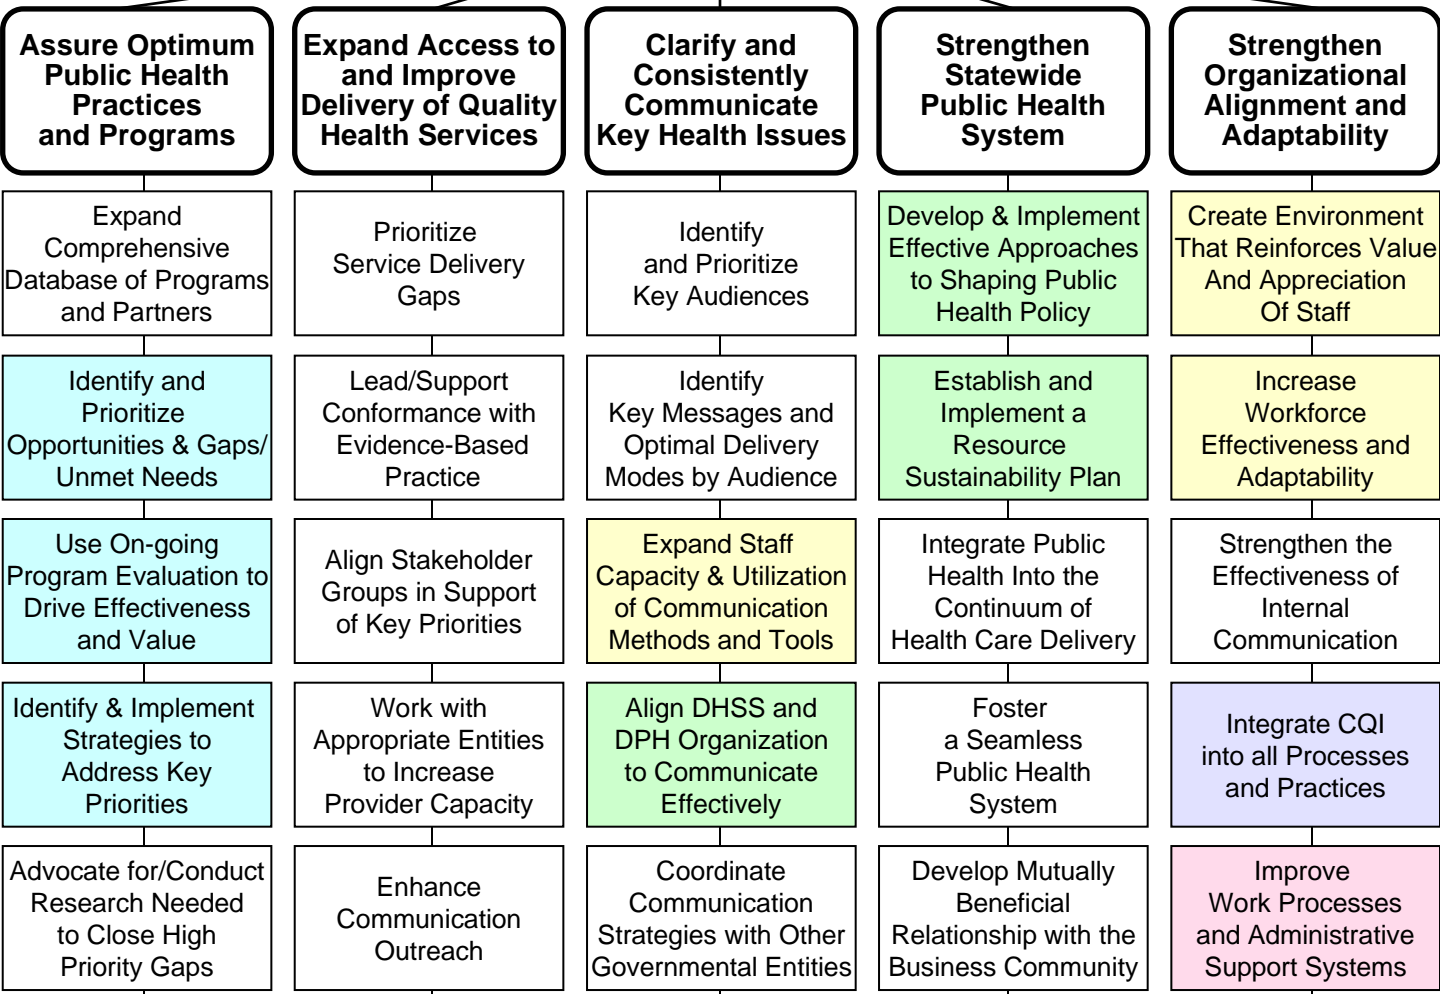 Assure Optimum
Public Health
Practices
and Programs
Expand
Comprehensive
Database of Programs
and Partners
Identify and
Prioritize
Opportunities & Gaps/
Unmet Needs
Use On-going
Program Evaluation to
Drive Effectiveness
and Value
Identify & Implement
Strategies to
Address Key
Priorities
Advocate for/Conduct
Research Needed
to Close High
Priority Gaps
Expand Access to
and Improve
Delivery of Quality
Health Services
Prioritize
Service Delivery
Gaps
Lead/Support
Conformance with
Evidence-Based
Practice
Align Stakeholder
Groups in Support
of Key Priorities
Work with
Appropriate Entities
to Increase
Provider Capacity
Enhance
Communication
Outreach
Clarify and
Consistently
Communicate
Key Health Issues
Identify
and Prioritize
Key Audiences
Identify
Key Messages and
Optimal Delivery
Modes by Audience
Expand Staff
Capacity & Utilization
of Communication
Methods and Tools
Align DHSS and
DPH Organization
to Communicate
Effectively
Coordinate
Communication
Strategies with Other
Governmental Entities
Strengthen
Statewide
Public Health
System
Develop & Implement
Effective Approaches
to Shaping Public
Health Policy
Establish and
Implement a
Resource
Sustainability Plan
Integrate Public
Health Into the
Continuum of
Health Care Delivery
Foster
a Seamless
Public Health
System
Develop Mutually
Beneficial
Relationship with the
Business Community
Strengthen
Organizational
Alignment and
Adaptability
Create Environment
That Reinforces Value
And Appreciation
Of Staff
Increase
Workforce
Effectiveness and
Adaptability
Strengthen the
Effectiveness of
Internal
Communication
Integrate CQI
into all Processes
and Practices
Improve
Work Processes
and Administrative
Support Systems